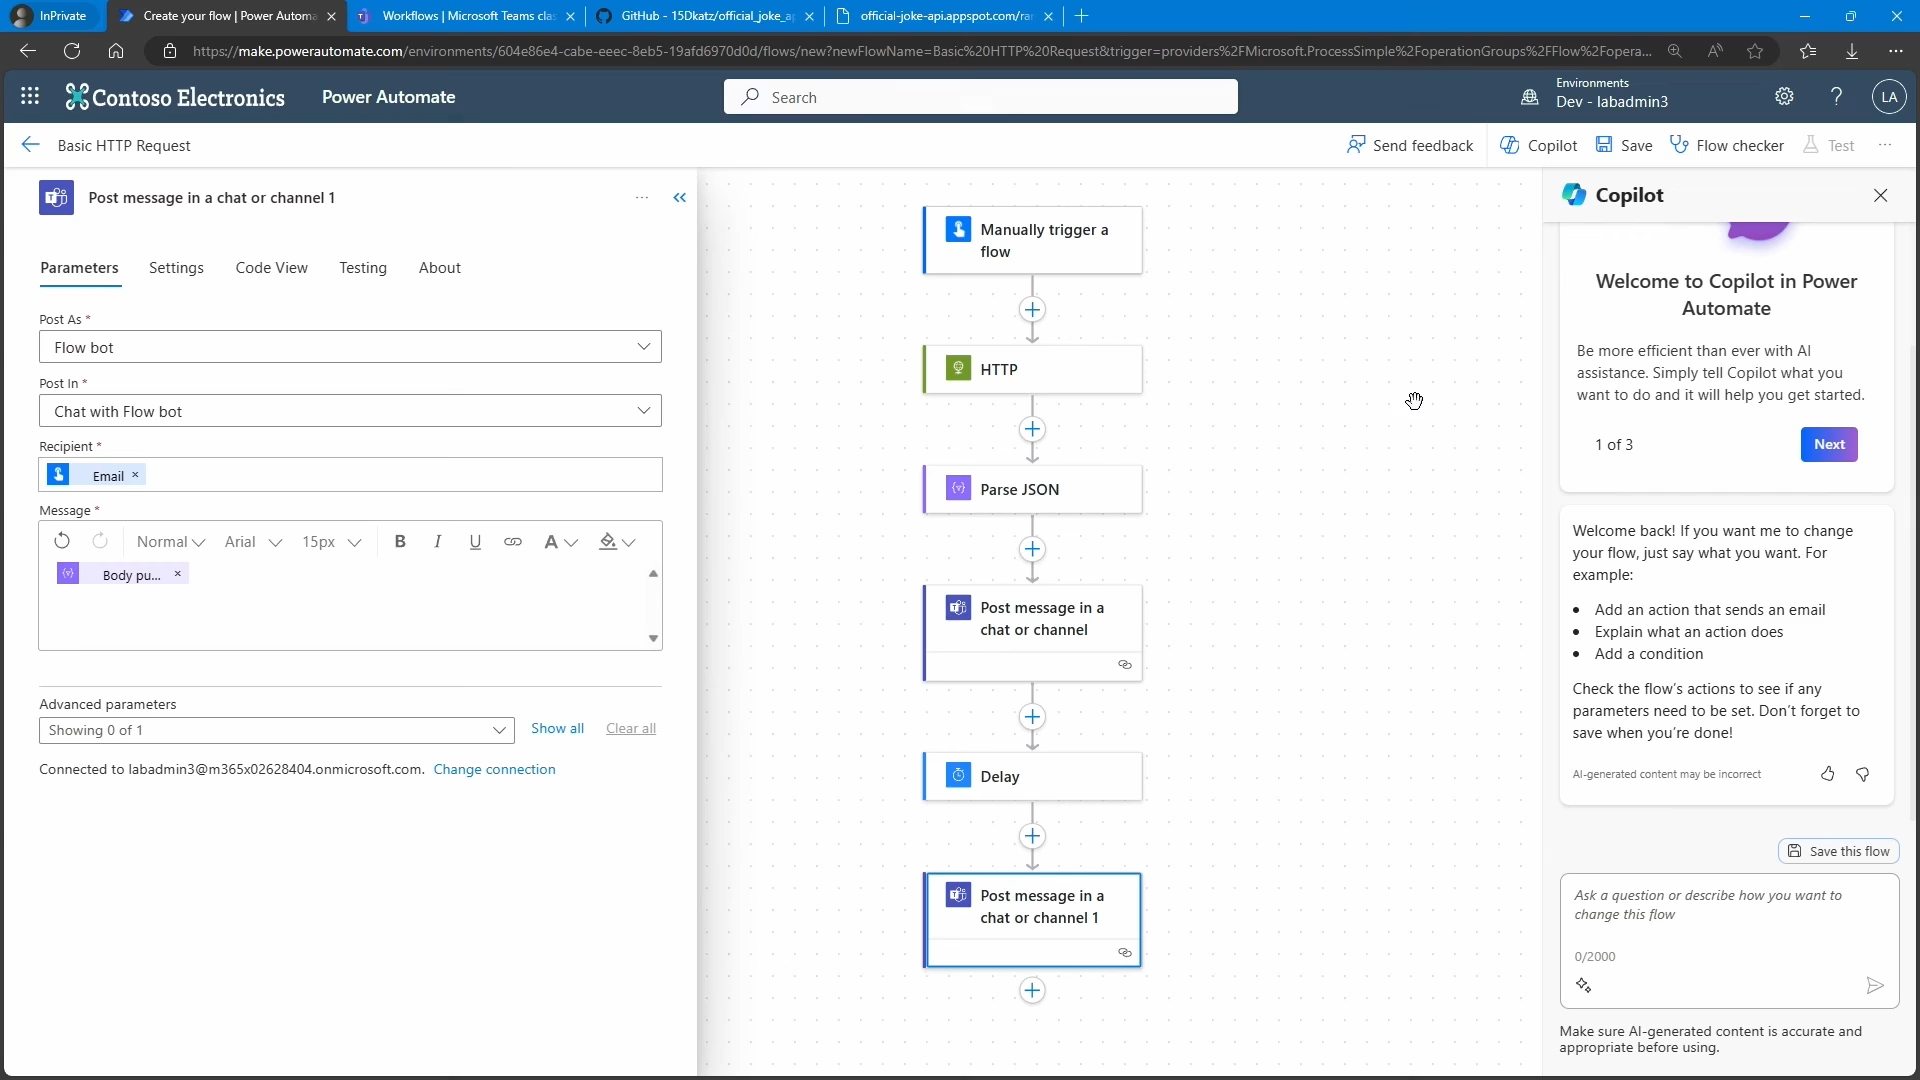 InPrivate
Create your flow | Power Automa
Workflows | Microsoft Teams clas
GitHub - 15Dkatz/official_joke_a
official-joke-api.appspot.com/ra
https://make.powerautomate.com/environments/604e86e4-cabe-eeec-8eb5-19afd6970d0d/flows/new?newFlowName=Basic%20HTTP%20Request&trigger=providers%2FMicrosoft.ProcessSimple%2FoperationGroups%2FFlow%2Fopera...
Contoso Electronics
Power Automate
Search
Environments
Dev - labadmin3
LA
Basic HTTP Request
Send feedback
Copilot
Save
Flow checker
Test
Post message in a chat or channel 1
Parameters
Settings
Code View
Testing
About
Post As *
Flow bot
Post In *
Chat with Flow bot
Recipient *
Email
Message *
Normal
Arial
15px
B
I
U
A
Body pu...
Advanced parameters
Showing 0 of 1
Show all
Clear all
Connected to labadmin3@m365x02628404.onmicrosoft.com. Change connection
Manually trigger a
flow
HTTP
Parse JSON
Post message in a
chat or channel
Delay
Post message in a
chat or channel 1
Copilot
Welcome to Copilot in Power
Automate
Be more efficient than ever with AI
assistance. Simply tell Copilot what you
want to do and it will help you get started.
1 of 3
Next
Welcome back! If you want me to change
your flow, just say what you want. For
example:
• Add an action that sends an email
• Explain what an action does
• Add a condition
Check the flow's actions to see if any
parameters need to be set. Don't forget to
save when you're done!
AI-generated content may be incorrect
Save this flow
Ask a question or describe how you want to
change this flow
0/2000
Make sure AI-generated content is accurate and
appropriate before using.